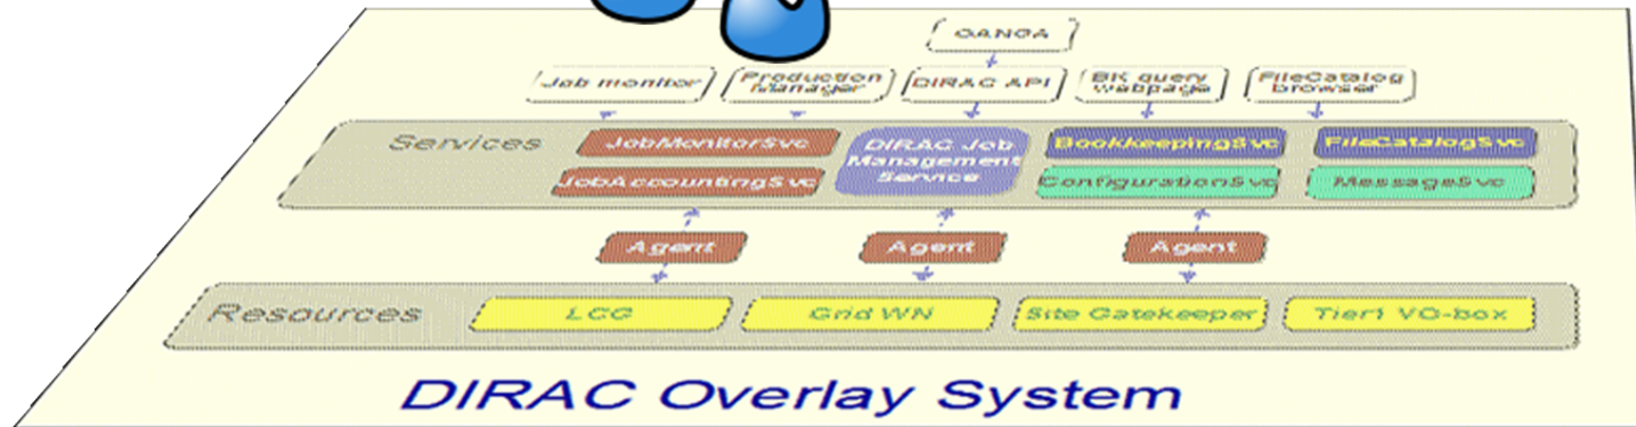 GANGA
Job monitor
Production
Manager
DIRAC API
BK query
webpage
FileCatalog
browser
Services
JobMonitorSvc
DIRAC Job
Management
Service
BookkeepingSvc
FileCatalogSvc
JobAccountingSvc
ConfigurationSvc
MessageSvc
Agent
Agent
Agent
Resources
LCG
Grid WN
Site Gatekeeper
Tier1 VO-box
DIRAC Overlay System